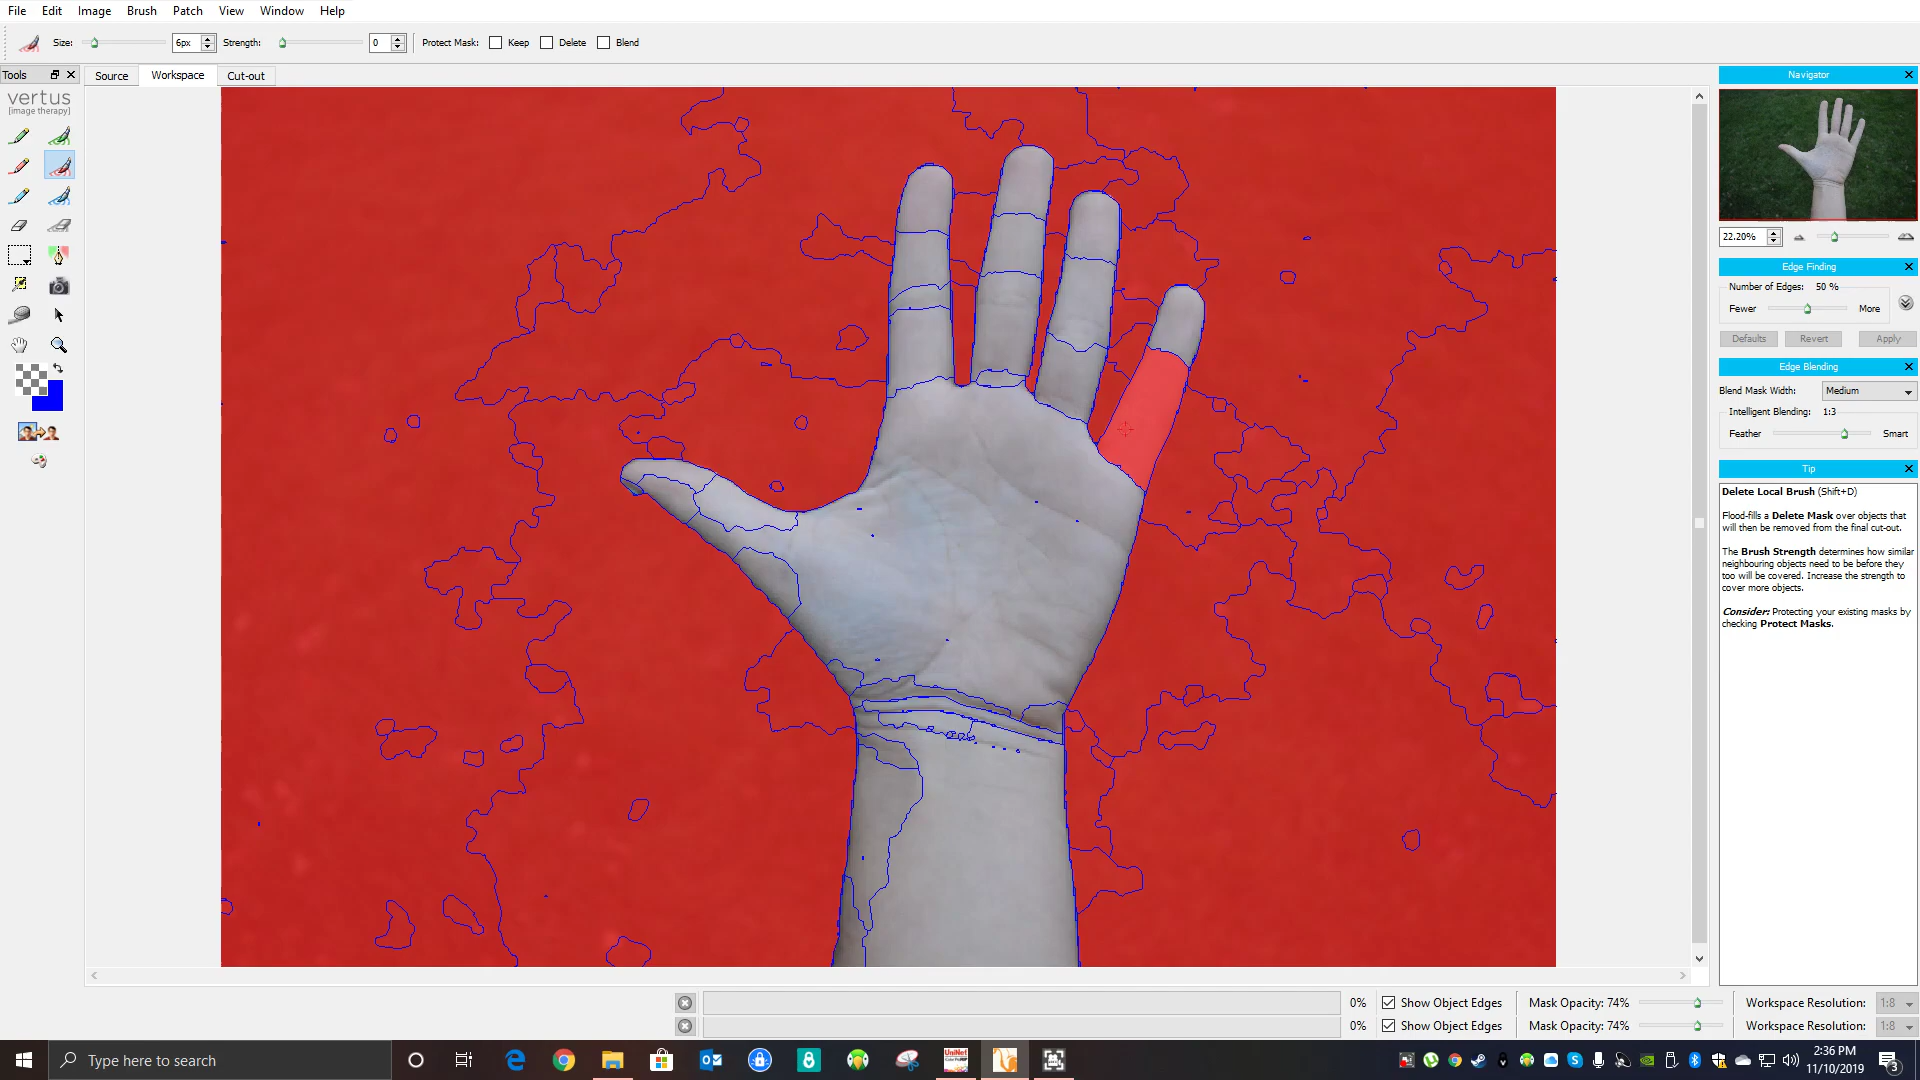 File Edit Image Brush Patch View Window Help
Size: 6px Strength: 0 Protect Mask: Keep Delete Blend
Tools
Source Workspace Cut-out
vertus
[image therapy]
Navigator
22.20%
Edge Finding
Number of Edges: 50 %
Fewer More
Defaults Revert Apply
Edge Blending
Blend Mask Width: Medium
Intelligent Blending: 1:3
Feather Smart
Tip
Delete Local Brush (Shift+D)
Flood-fills a Delete Mask over objects that
will then be removed from the final cut-out.
The Brush Strength determines how similar
neighbouring objects need to be before they
too will be covered. Increase the strength to
cover more objects.
Consider: Protecting your existing masks by
checking Protect Masks.
0% Show Object Edges Mask Opacity: 74% Workspace Resolution: 1:8
0% Show Object Edges Mask Opacity: 74% Workspace Resolution: 1:8
Type here to search
UniNet
2:36 PM
11/10/2019
3